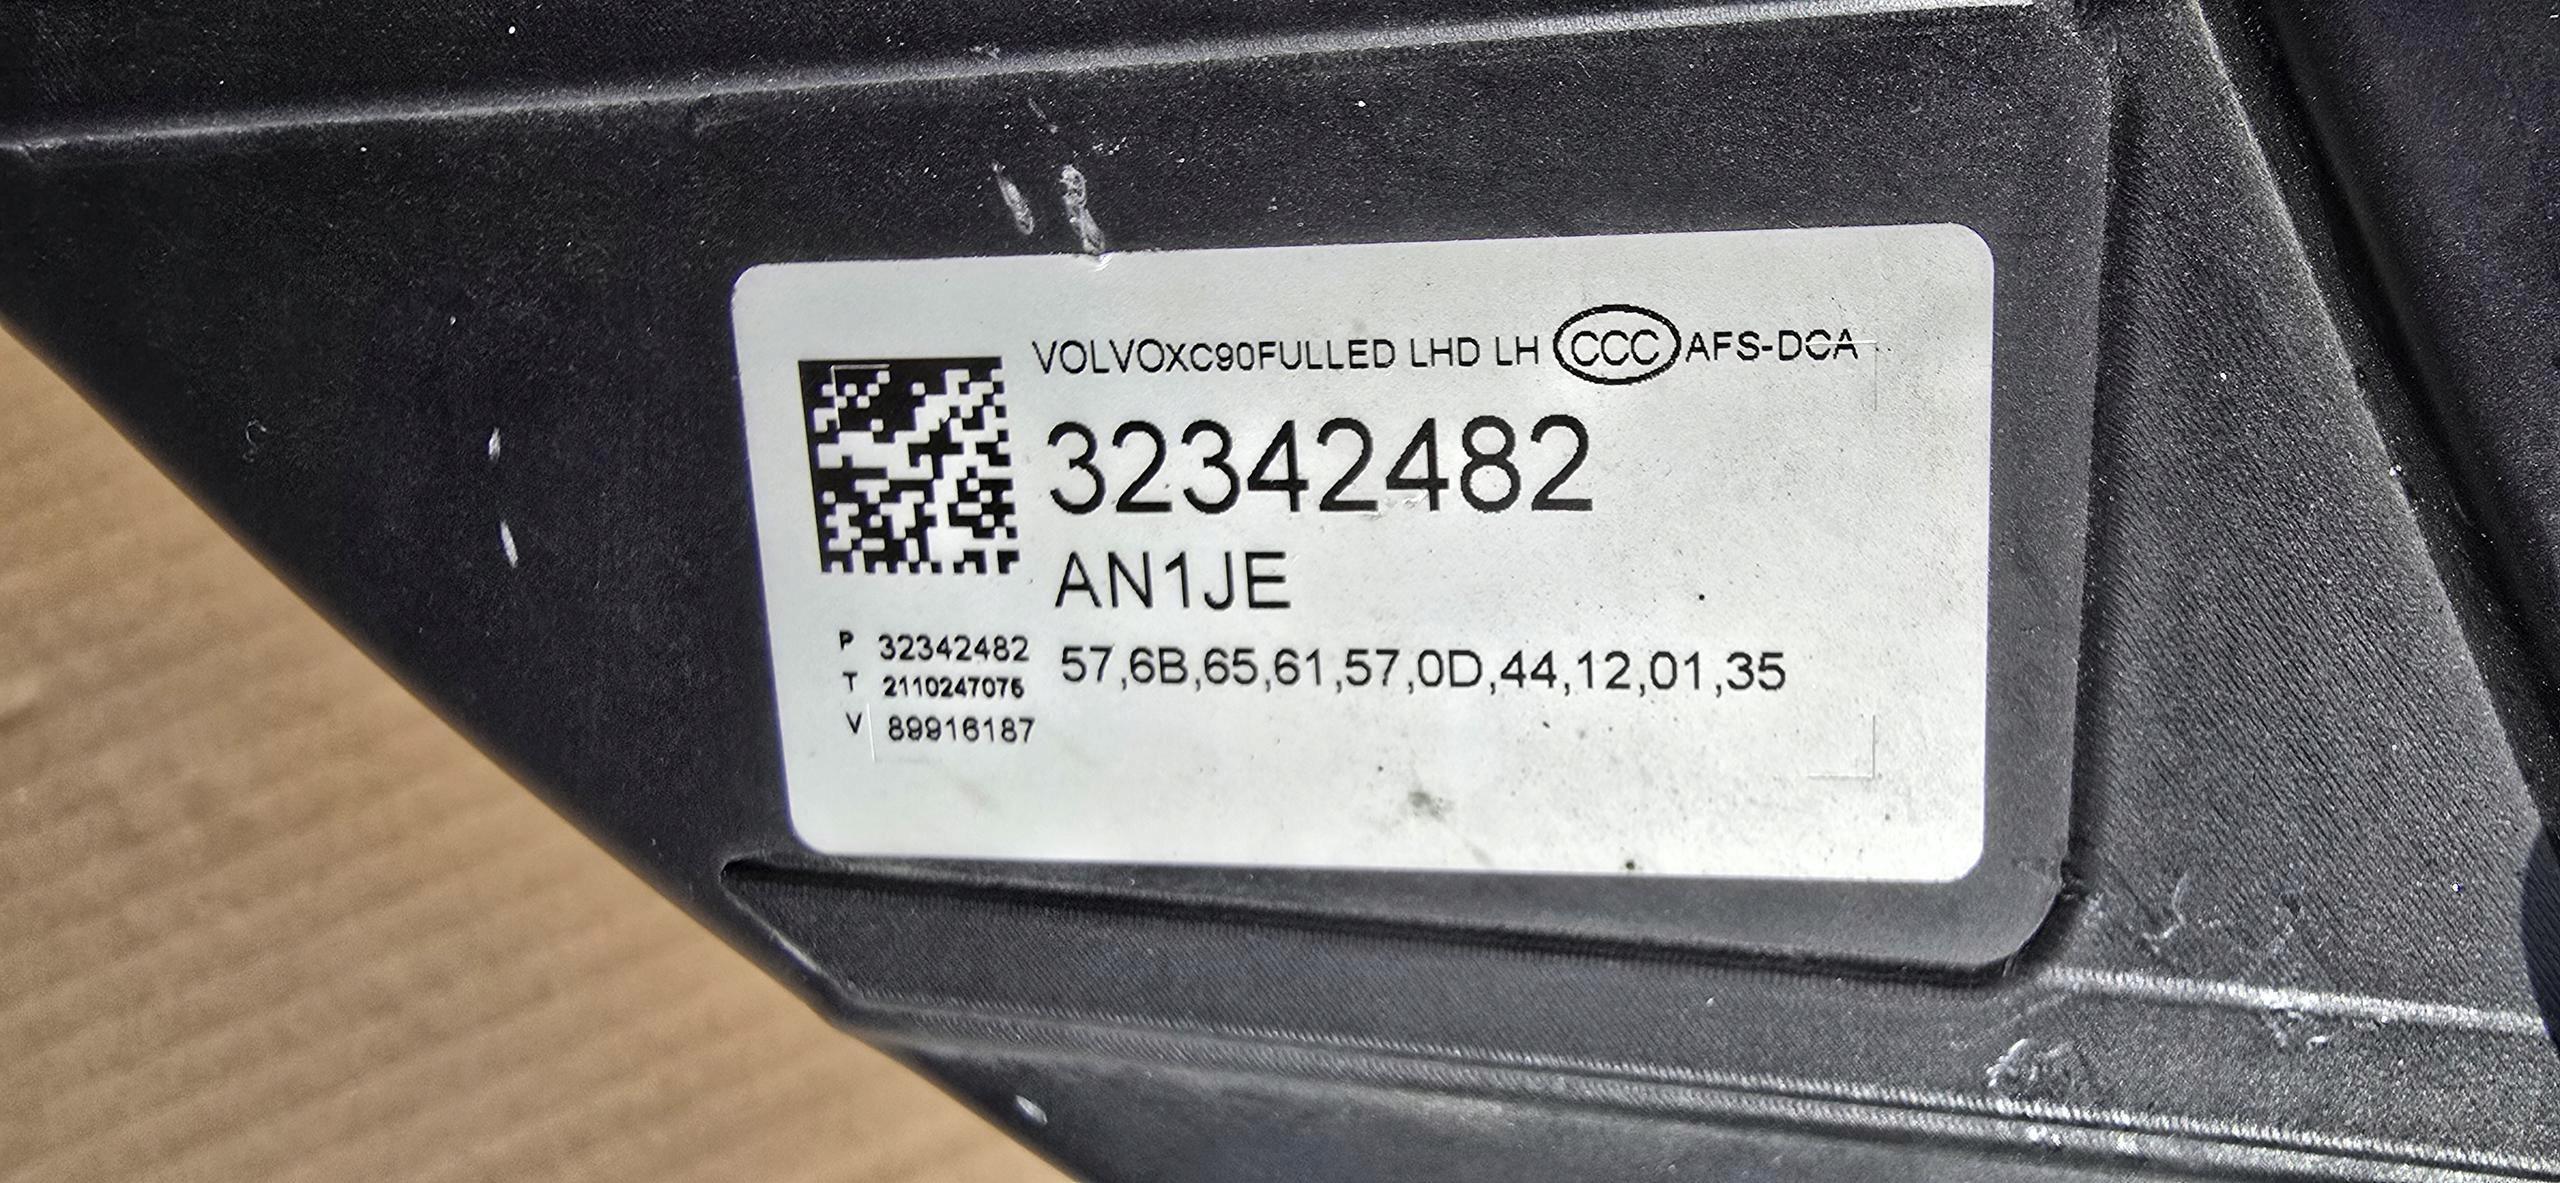 VOLVOXC90FULLED LHD LH CCC AFS-DCA
32342482
AN1JE
P 32342482
T 2110247076
V 89916187
57,6B,65,61,57,0D,44,12,01,35